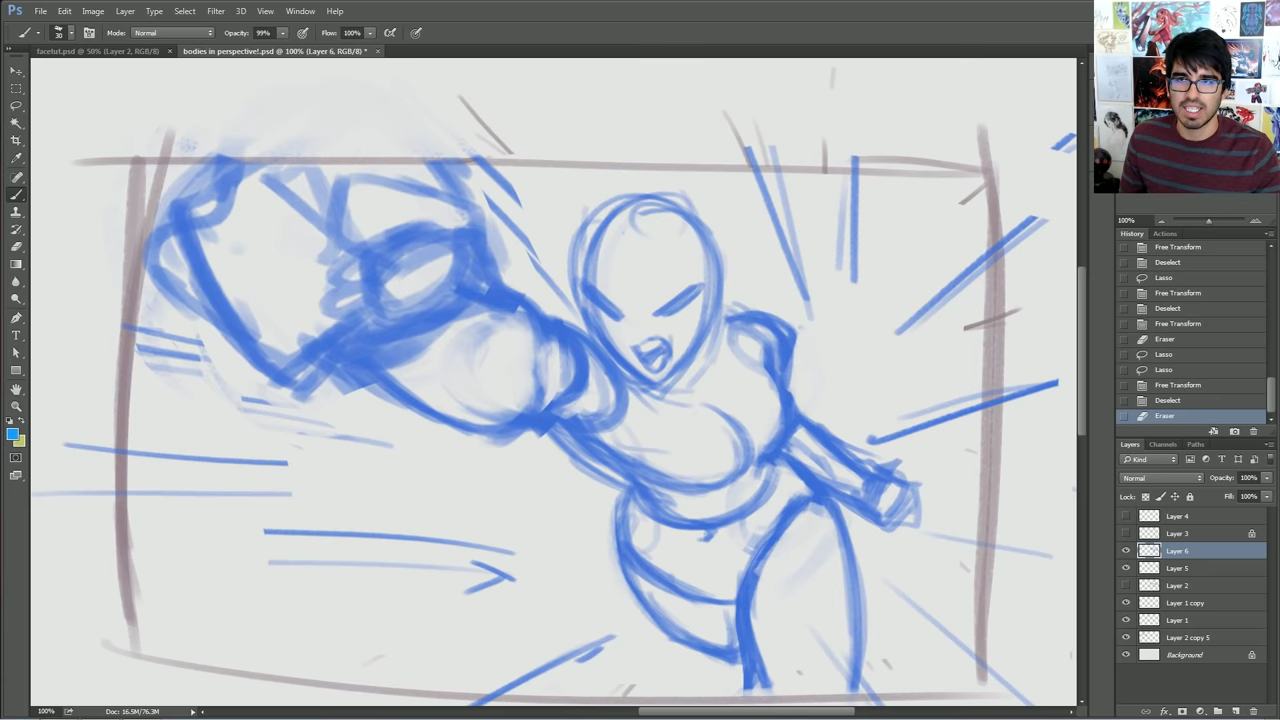 Ps File Edit Image Layer Type Select Filter 3D View Window Help
30 Mode: Normal Opacity: 99% Flow: 100%
facetut.psd @ 50% (Layer 2, RGB/8) × bodies in perspective!.psd @ 100% (Layer 6, RGB/8) * ×
100%
History Actions
Free Transform
Deselect
Lasso
Free Transform
Deselect
Free Transform
Eraser
Lasso
Lasso
Free Transform
Deselect
Eraser
Layers Channels Paths
Kind
Normal Opacity: 100%
Lock: Fill: 100%
Layer 4
Layer 3
Layer 6
Layer 5
Layer 2
Layer 1 copy
Layer 1
Layer 2 copy 5
Background
100% Doc: 16.5M/76.3M